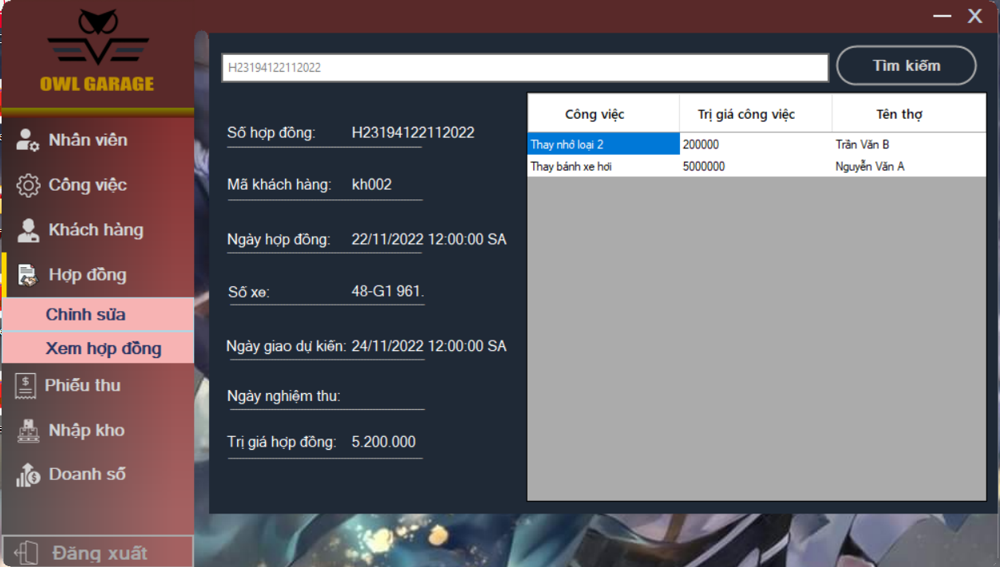 OWL GARAGE
Nhân viên
Công việc
Khách hàng
Hợp đồng
Chỉnh sửa
Xem hợp đồng
Phiếu thu
Nhập kho
Doanh số
Đăng xuất
X
H23194122112022
Tìm kiếm
Số hợp đồng: H23194122112022
Mã khách hàng: kh002
Ngày hợp đồng: 22/11/2022 12:00:00 SA
Số xe: 48-G1 961.
Ngày giao dự kiến: 24/11/2022 12:00:00 SA
Ngày nghiệm thu:
Trị giá hợp đồng: 5.200.000
Công việc Trị giá công việc Tên thợ
Thay nhớ loại 2 200000 Trần Văn B
Thay bánh xe hơi 5000000 Nguyễn Văn A